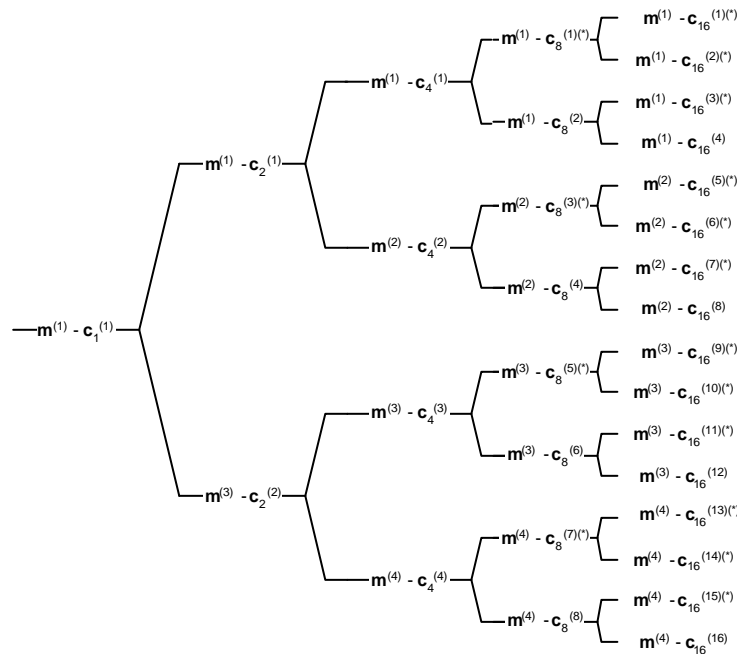 m(1) - c16(1)(*)
m(1) - c8(1)(*)
m(1) - c16(2)(*)
m(1) - c4(1)
m(1) - c16(3)(*)
m(1) - c8(2)
m(1) - c16(4)
m(1) - c2(1)
m(2) - c16(5)(*)
m(2) - c8(3)(*)
m(2) - c16(6)(*)
m(2) - c4(2)
m(2) - c16(7)(*)
m(2) - c8(4)
m(2) - c16(8)
m(1) - c1(1)
m(3) - c16(9)(*)
m(3) - c8(5)(*)
m(3) - c16(10)(*)
m(3) - c4(3)
m(3) - c16(11)(*)
m(3) - c8(6)
m(3) - c16(12)
m(3) - c2(2)
m(4) - c16(13)(*)
m(4) - c8(7)(*)
m(4) - c16(14)(*)
m(4) - c4(4)
m(4) - c16(15)(*)
m(4) - c8(8)
m(4) - c16(16)